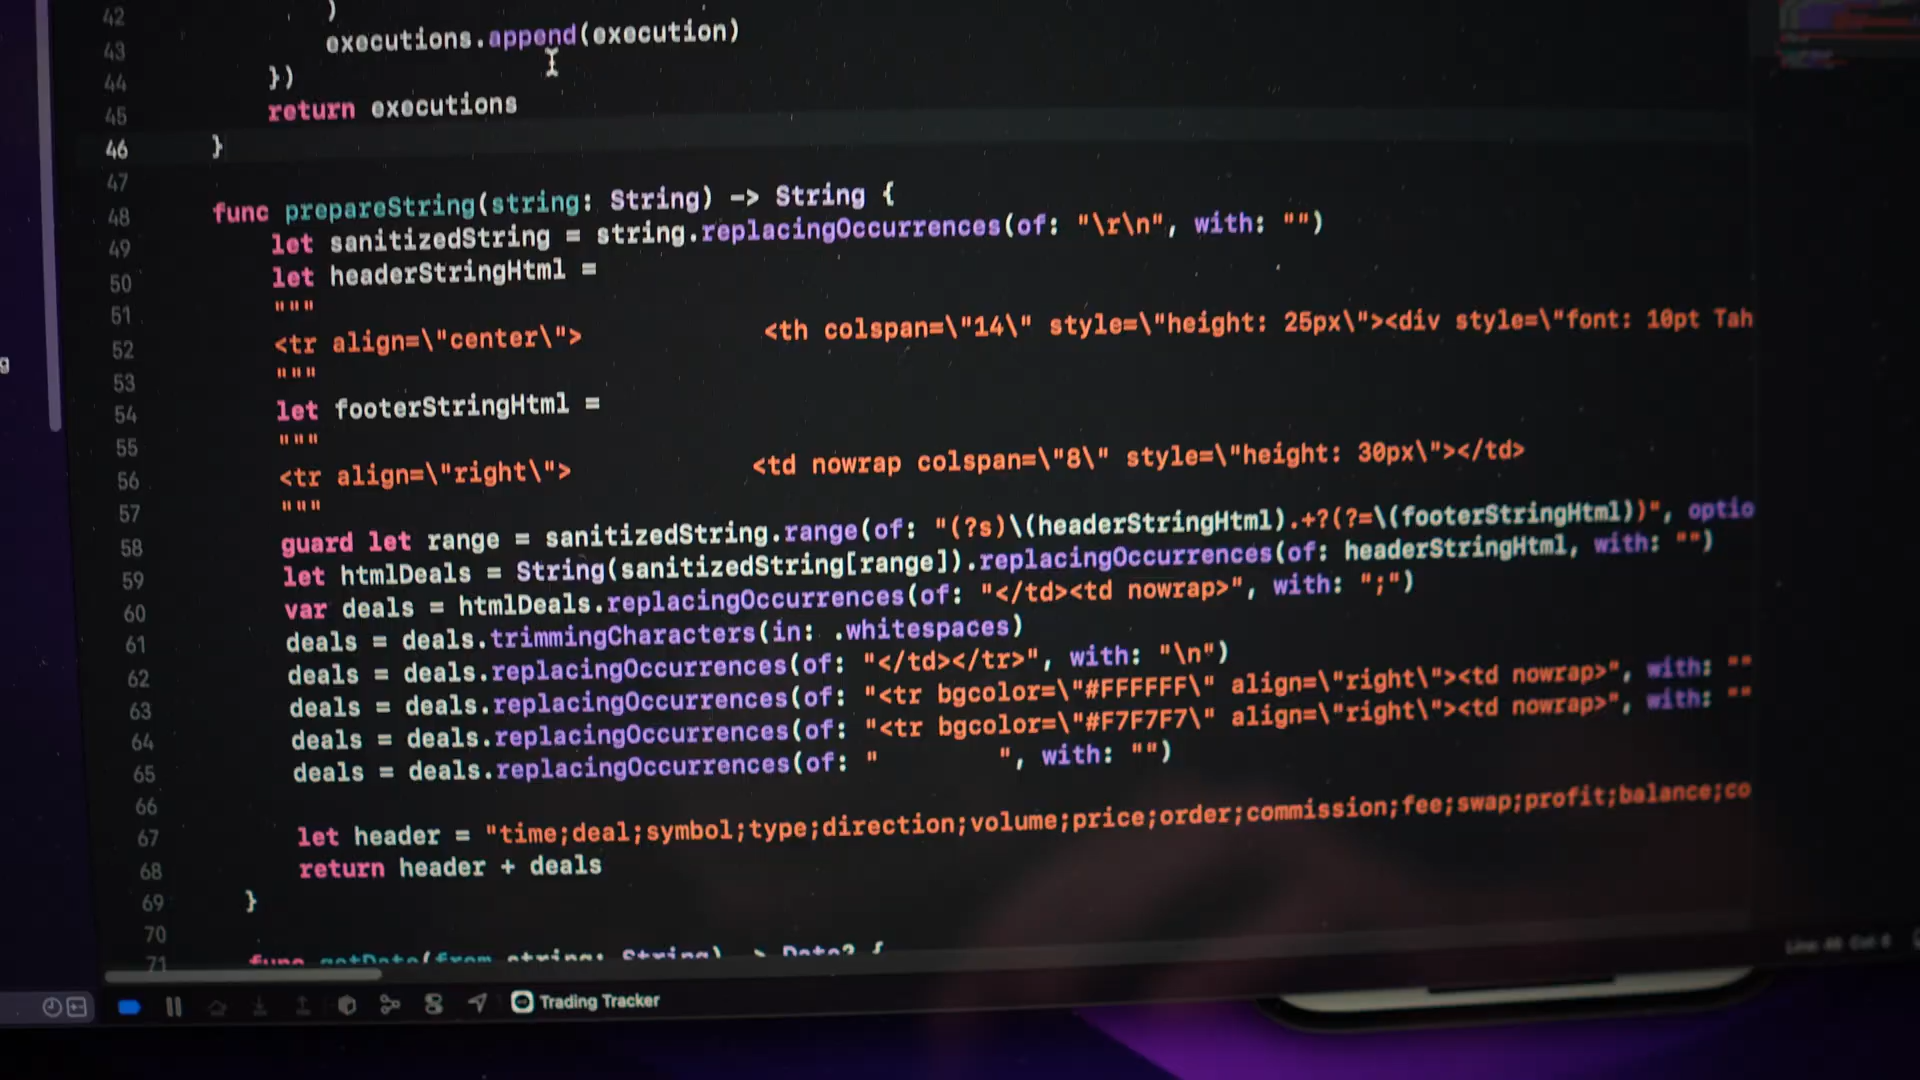 42 )
43 executions.append(execution)
44 })
45 return executions
46 }
47
48 func prepareString(string: String) -> String {
49 let sanitizedString = string.replacingOccurrences(of: "\r\n", with: "")
50 let headerStringHtml =
51 """
52 <tr align=\"center\"> <th colspan=\"14\" style=\"height: 25px\"><div style=\"font: 10pt Tah
53 """
54 let footerStringHtml =
55 """
56 <tr align=\"right\"> <td nowrap colspan=\"8\" style=\"height: 30px\"></td>
57 """
58 guard let range = sanitizedString.range(of: "(?s)\(headerStringHtml).+?(?=\(footerStringHtml))", optio
59 let htmlDeals = String(sanitizedString[range]).replacingOccurrences(of: headerStringHtml, with: "")
60 var deals = htmlDeals.replacingOccurrences(of: "</td><td nowrap>", with: ";")
61 deals = deals.trimmingCharacters(in: .whitespaces)
62 deals = deals.replacingOccurrences(of: "</td></tr>", with: "\n")
63 deals = deals.replacingOccurrences(of: "<tr bgcolor=\"#FFFFFF\" align=\"right\"><td nowrap>", with: ""
64 deals = deals.replacingOccurrences(of: "<tr bgcolor=\"#F7F7F7\" align=\"right\"><td nowrap>", with: ""
65 deals = deals.replacingOccurrences(of: " ", with: "")
66
67 let header = "time;deal;symbol;type;direction;volume;price;order;commission;fee;swap;profit;balance;co
68 return header + deals
69 }
70
71 func getDate(from string: String) -> Date? {
g
Trading Tracker